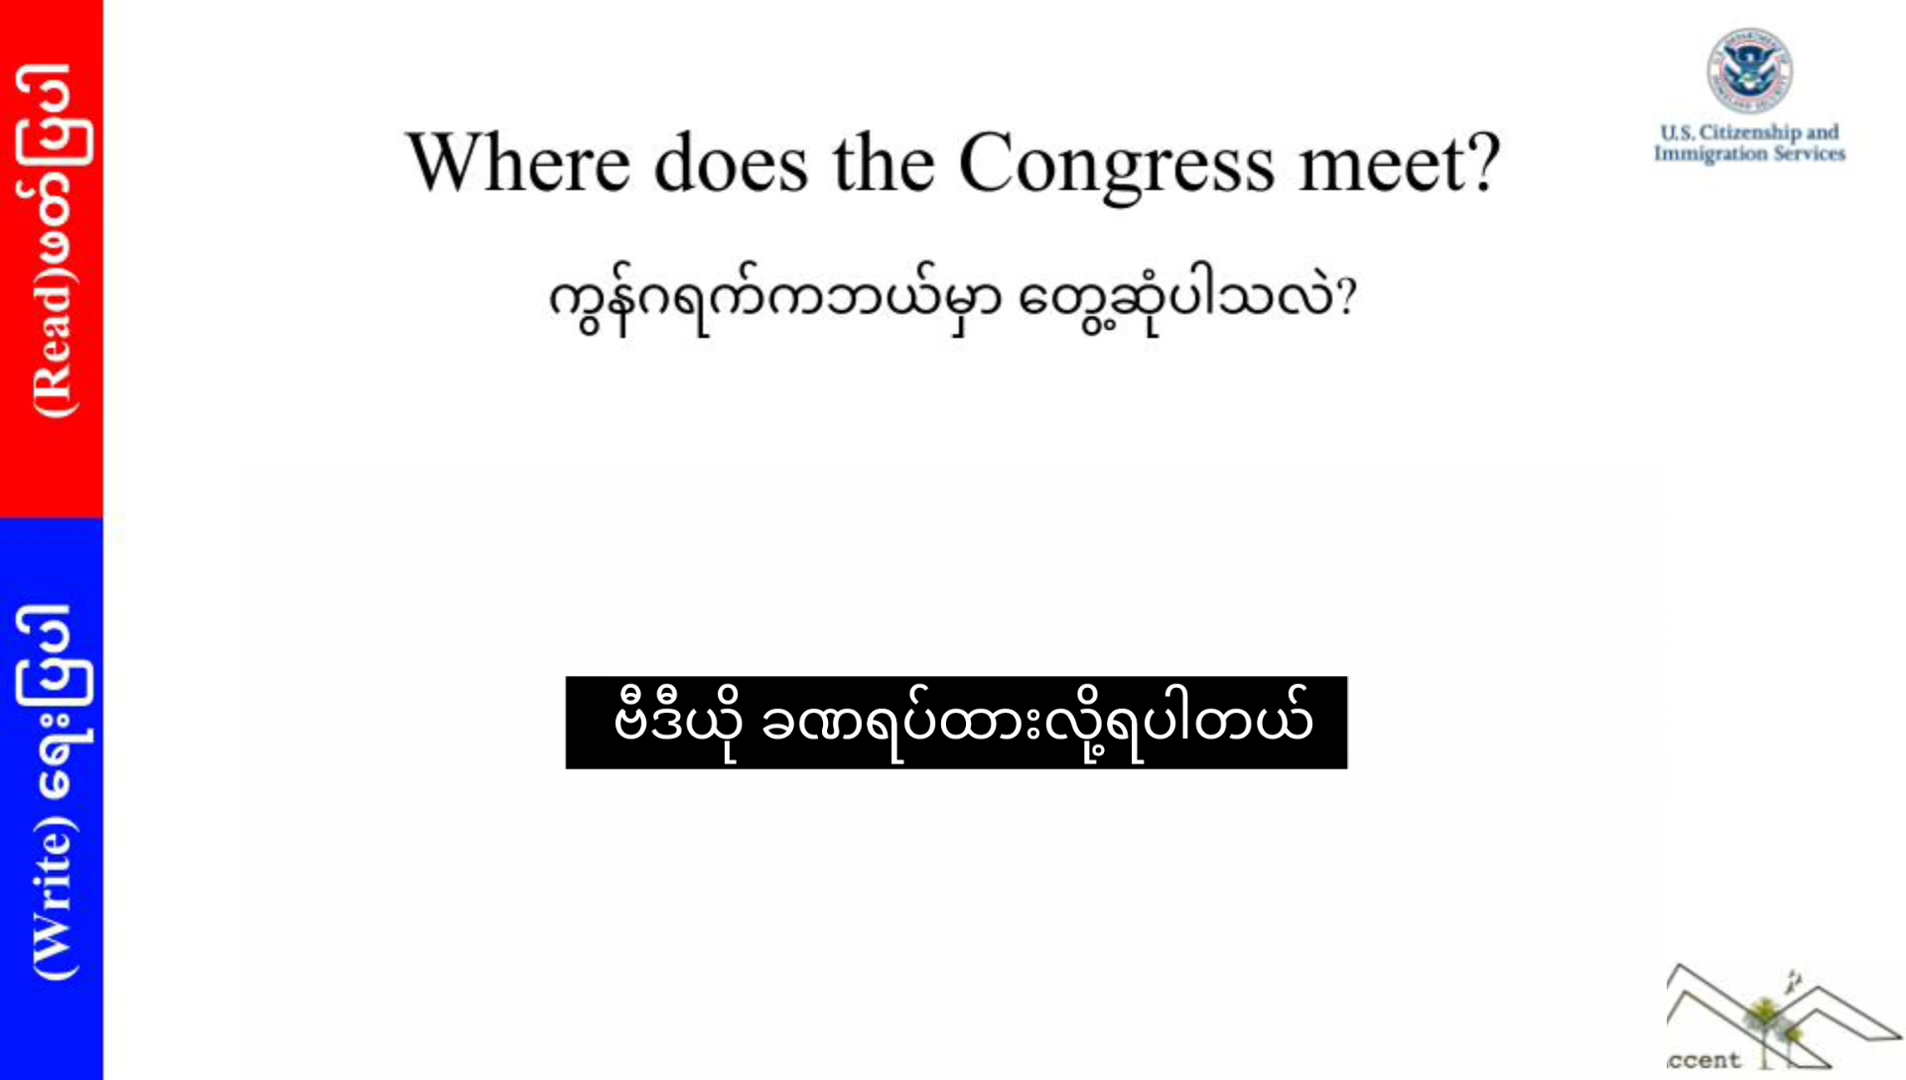 (Read)ဖတ်ပြပါ
Where does the Congress meet?
ကွန်ဂရက်ကဘယ်မှာ တွေ့ဆုံပါသလဲ?
U.S. Citizenship and
Immigration Services
(Write) ရေးပြပါ
ဗီဒီယို ခဏရပ်ထားလို့ရပါတယ်
ccent